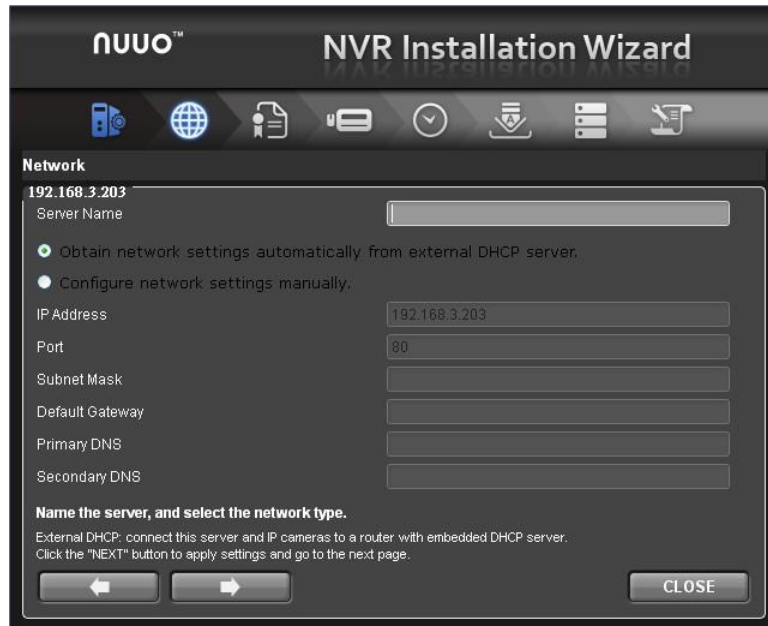 nuuo™
NVR Installation Wizard
Network
192.168.3.203
Server Name
Obtain network settings automatically from external DHCP server.
Configure network settings manually.
IP Address 192.168.3.203
Port 80
Subnet Mask
Default Gateway
Primary DNS
Secondary DNS
Name the server, and select the network type.
External DHCP: connect this server and IP cameras to a router with embedded DHCP server.
Click the "NEXT" button to apply settings and go to the next page.
CLOSE